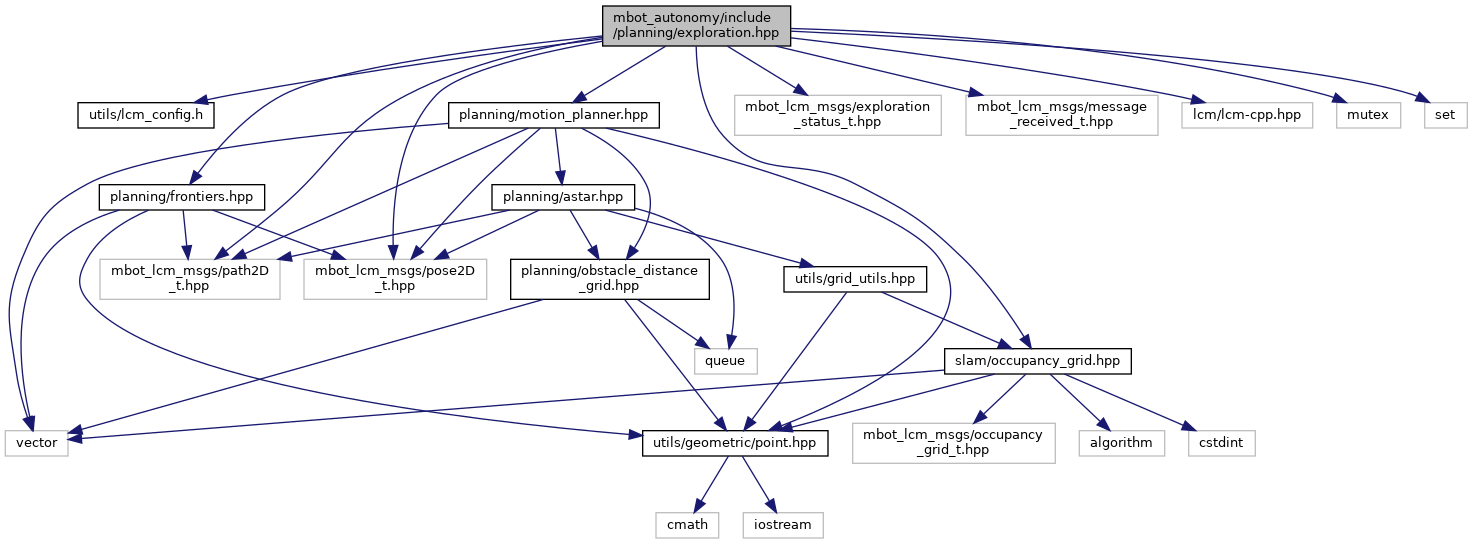 mbot_autonomy/include
/planning/exploration.hpp
utils/lcm_config.h
planning/motion_planner.hpp
mbot_lcm_msgs/exploration
_status_t.hpp
mbot_lcm_msgs/message
_received_t.hpp
lcm/lcm-cpp.hpp
mutex
set
planning/frontiers.hpp
planning/astar.hpp
mbot_lcm_msgs/path2D
_t.hpp
mbot_lcm_msgs/pose2D
_t.hpp
planning/obstacle_distance
_grid.hpp
utils/grid_utils.hpp
queue
slam/occupancy_grid.hpp
vector
utils/geometric/point.hpp
mbot_lcm_msgs/occupancy
_grid_t.hpp
algorithm
cstdint
cmath
iostream